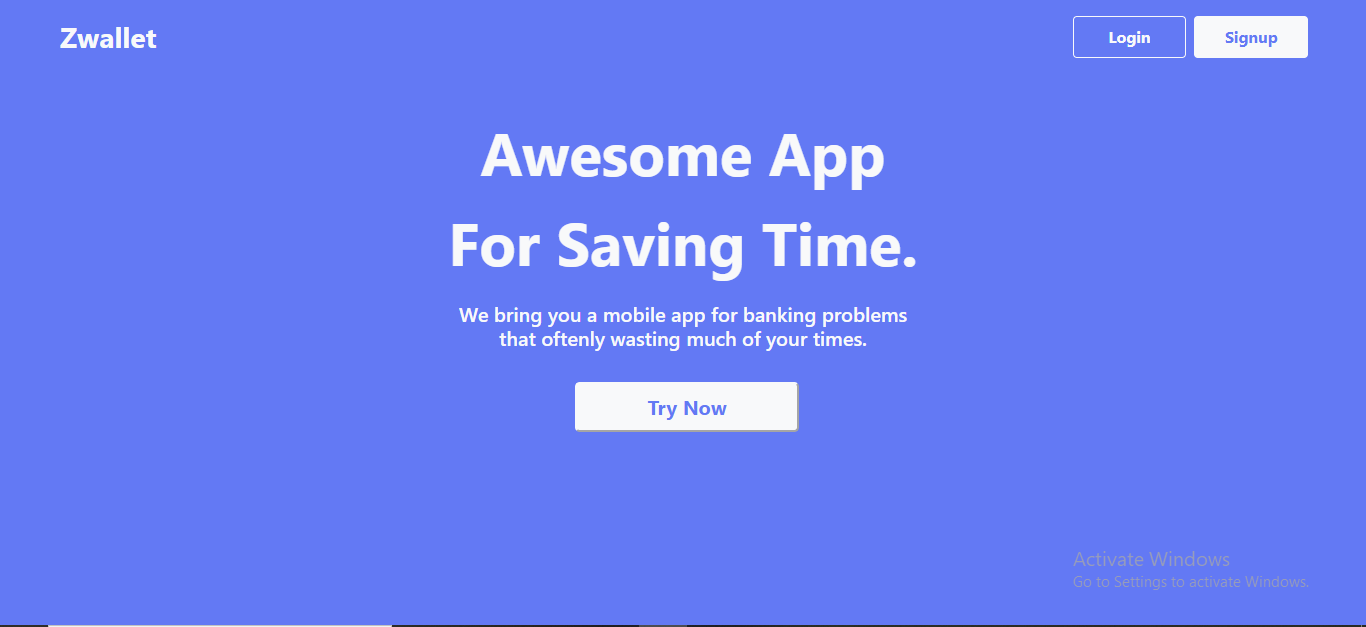 Zwallet
Login
Signup
Awesome App
For Saving Time.
We bring you a mobile app for banking problems
that oftenly wasting much of your times.
Try Now
Activate Windows
Go to Settings to activate Windows.